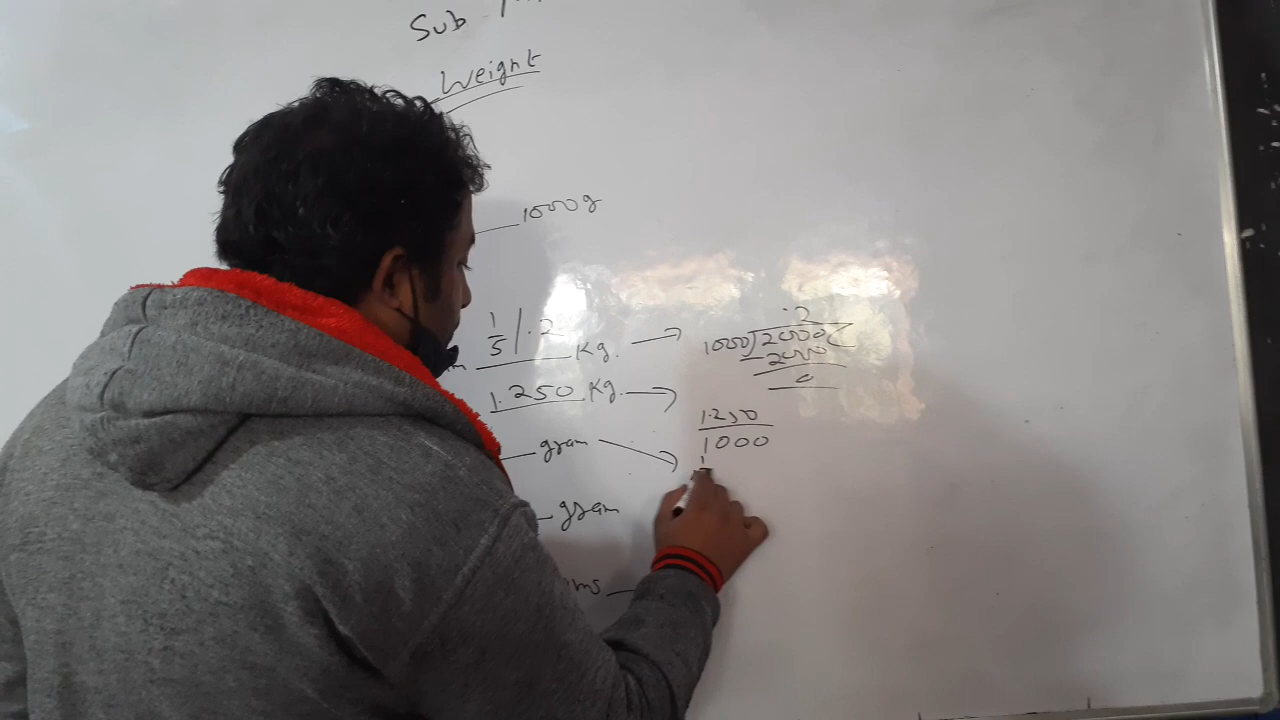 Sub
Weight
1000g
1/5 | .2 Kg. →
.2
1000)2000(
2000
0
1.250 Kg. →
1.250
1000
gram →
gram
ms